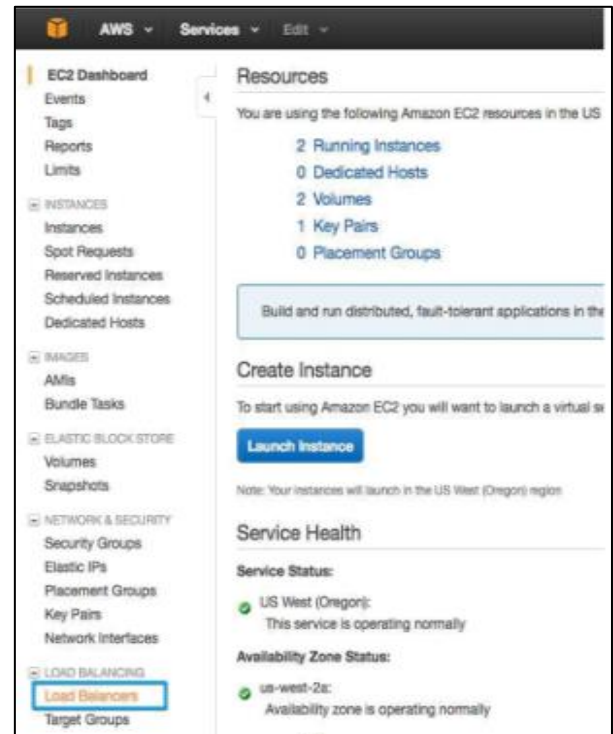 AWS Services Edit
EC2 Dashboard
Events
Tags
Reports
Limits
INSTANCES
Instances
Spot Requests
Reserved Instances
Scheduled Instances
Dedicated Hosts
IMAGES
AMIs
Bundle Tasks
ELASTIC BLOCK STORE
Volumes
Snapshots
NETWORK & SECURITY
Security Groups
Elastic IPs
Placement Groups
Key Pairs
Network Interfaces
LOAD BALANCING
Load Balancers
Target Groups
Resources
You are using the following Amazon EC2 resources in the US
2 Running Instances
0 Dedicated Hosts
2 Volumes
1 Key Pairs
0 Placement Groups
Build and run distributed, fault-tolerant applications in the
Create Instance
To start using Amazon EC2 you will want to launch a virtual se
Launch Instance
Note: Your instances will launch in the US West (Oregon) region
Service Health
Service Status:
US West (Oregon):
This service is operating normally
Availability Zone Status:
us-west-2a:
Availability zone is operating normally